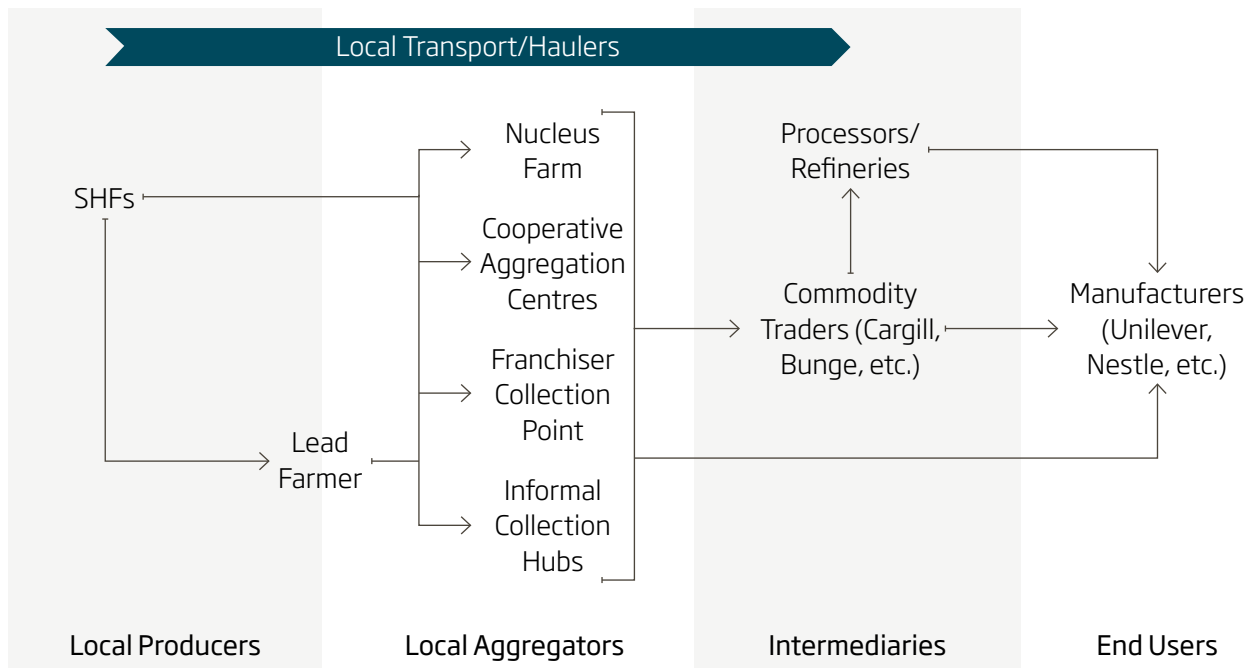 Local Transport/Haulers
SHFs
Lead
Farmer
Nucleus
Farm
Cooperative
Aggregation
Centres
Franchiser
Collection
Point
Informal
Collection
Hubs
Processors/
Refineries
Commodity
Traders (Cargill,
Bunge, etc.)
Manufacturers
(Unilever,
Nestle, etc.)
Local Producers
Local Aggregators
Intermediaries
End Users